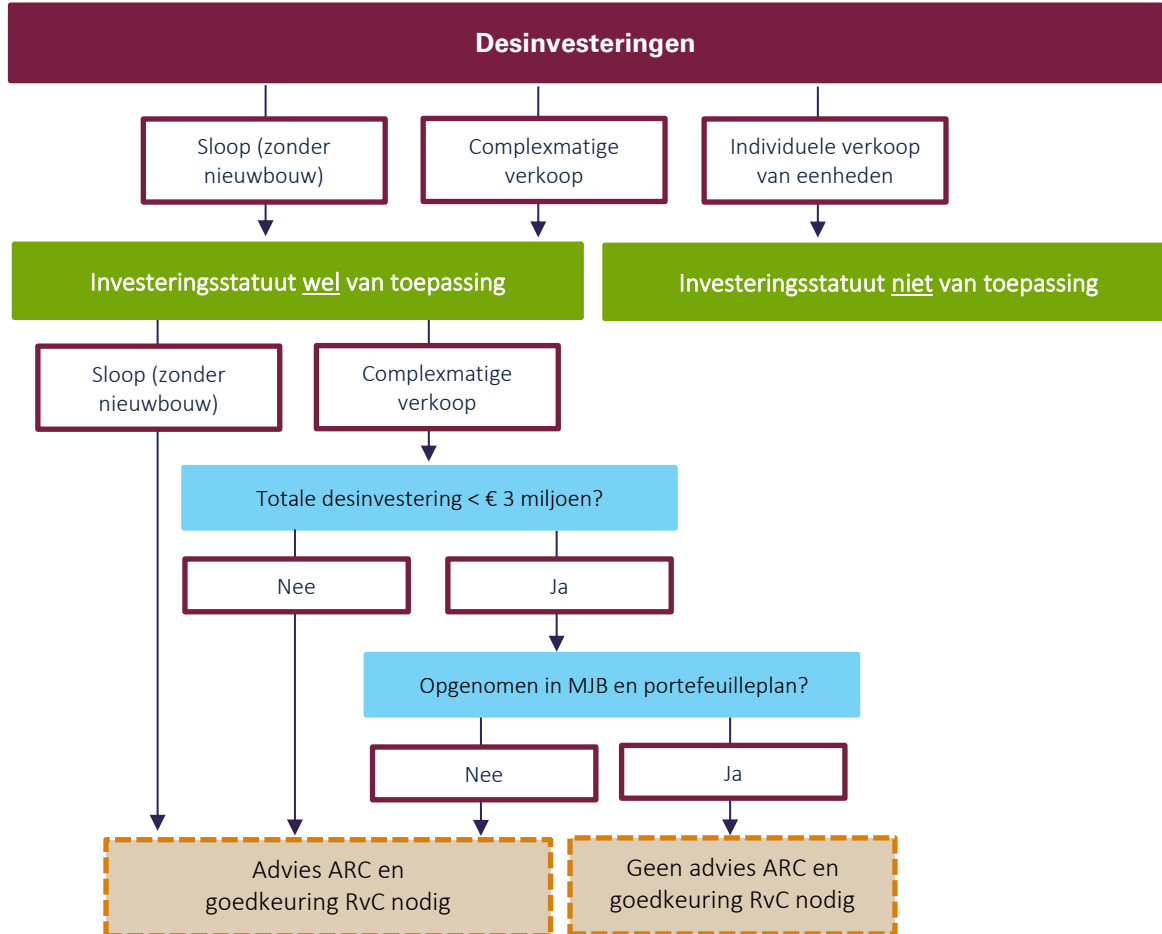 Desinvesteringen
Sloop (zonder
nieuwbouw)
Complexmatige
verkoop
Individuele verkoop
van eenheden
Investeringsstatuut wel van toepassing
Investeringsstatuut niet van toepassing
Sloop (zonder
nieuwbouw)
Complexmatige
verkoop
Totale desinvestering < € 3 miljoen?
Nee
Ja
Opgenomen in MJB en portefeuilleplan?
Nee
Ja
Advies ARC en
goedkeuring RvC nodig
Geen advies ARC en
goedkeuring RvC nodig